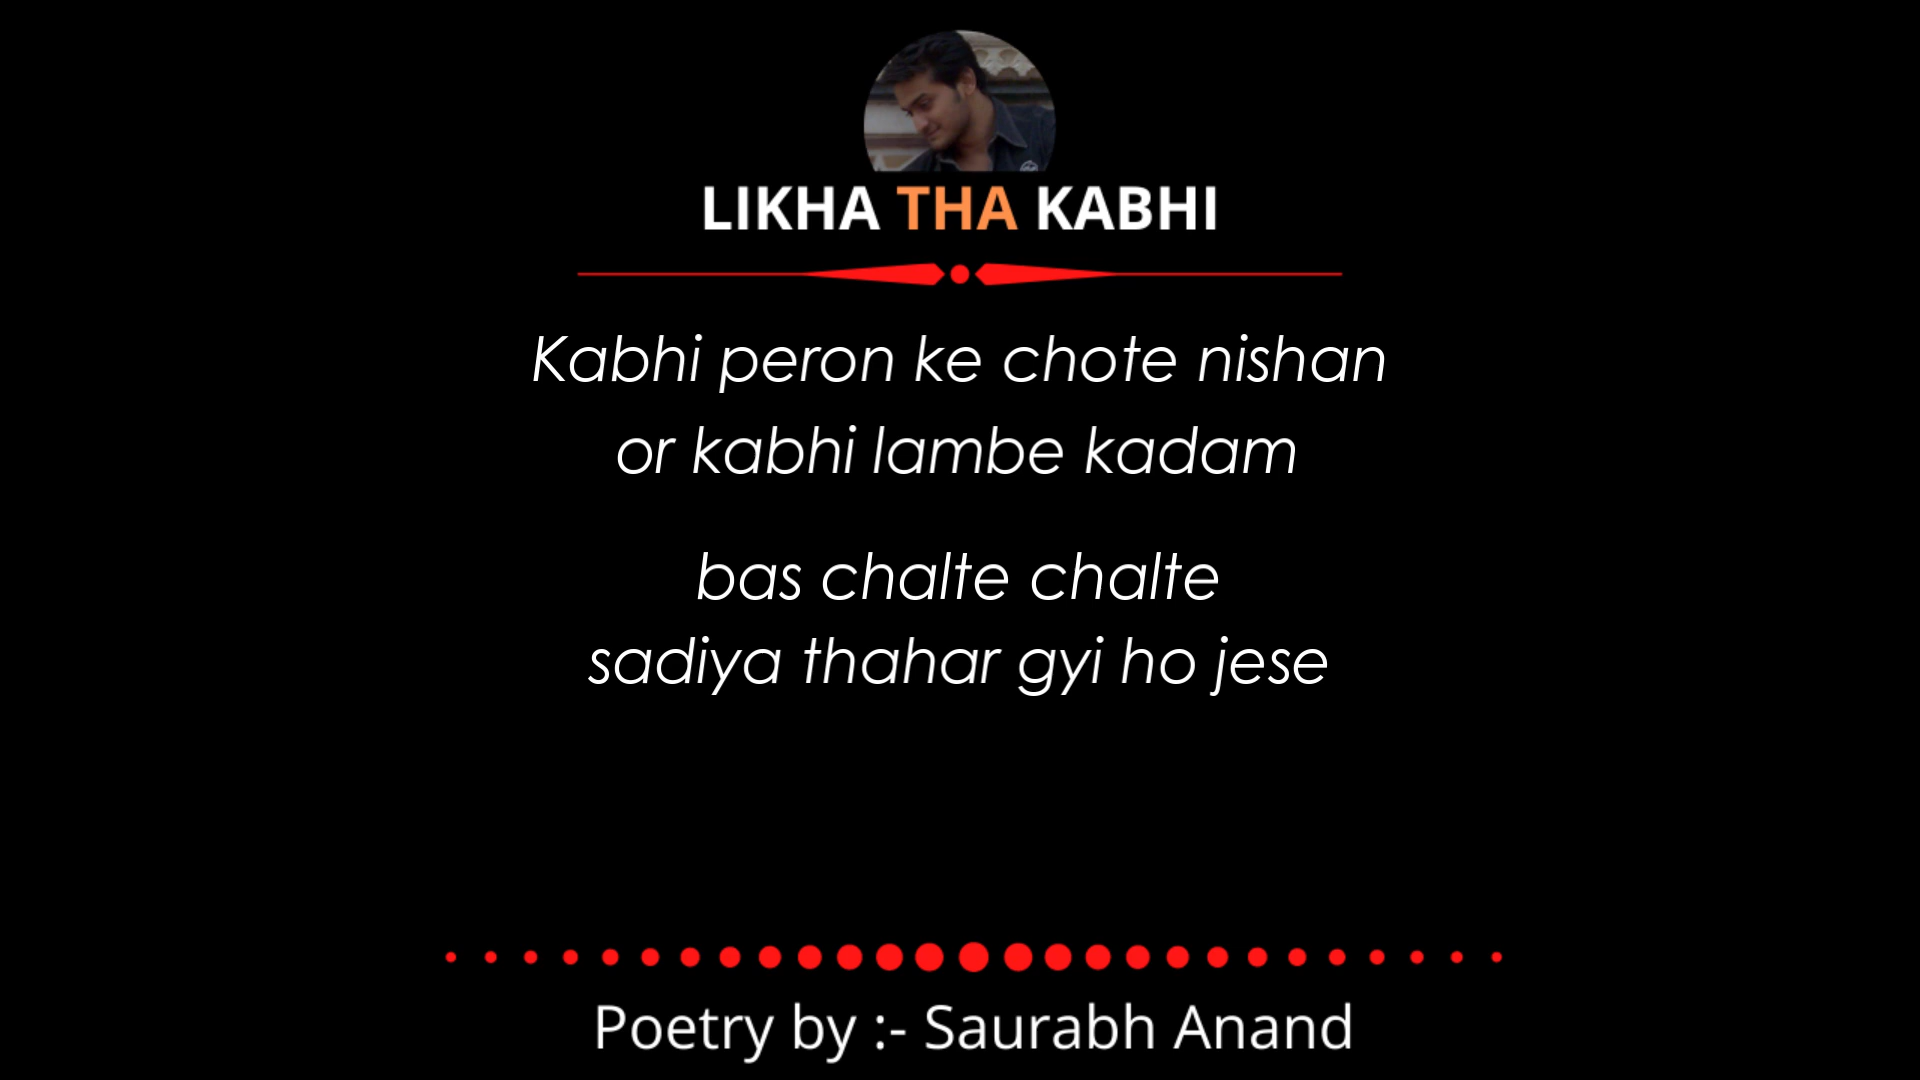 LIKHA THA KABHI
Kabhi peron ke chote nishan
or kabhi lambe kadam
bas chalte chalte
sadiya thahar gyi ho jese
Poetry by :- Saurabh Anand